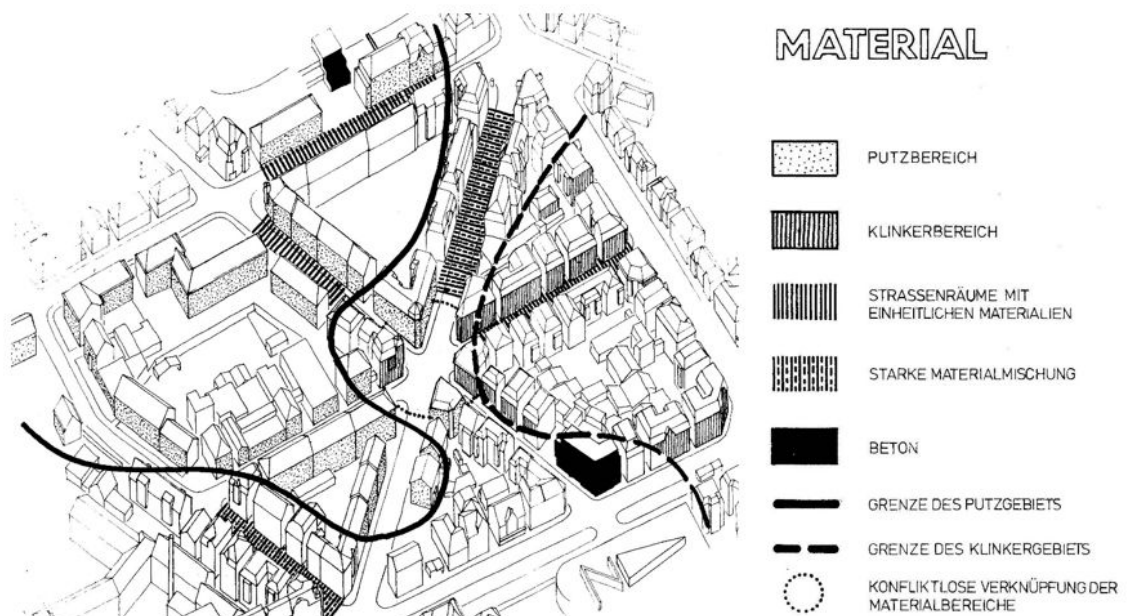 MATERIAL
PUTZBEREICH
KLINKERBEREICH
STRASSENRÄUME MIT
EINHEITLICHEN MATERIALIEN
STARKE MATERIALMISCHUNG
BETON
GRENZE DES PUTZGEBIETS
GRENZE DES KLINKERGEBIETS
KONFLIKTLOSE VERKNÜPFUNG DER
MATERIALBEREICHE